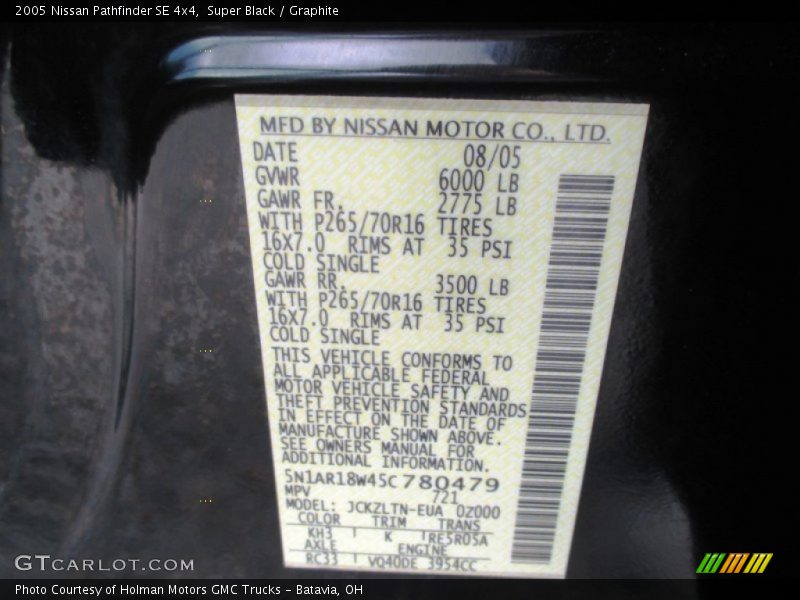 2005 Nissan Pathfinder SE 4x4, Super Black / Graphite
MFD BY NISSAN MOTOR CO., LTD.
DATE 08/05
GVWR 6000 LB
GAWR FR. 2775 LB
WITH P265/70R16 TIRES
16X7.0 RIMS AT 35 PSI
COLD SINGLE
GAWR RR. 3500 LB
WITH P265/70R16 TIRES
16X7.0 RIMS AT 35 PSI
COLD SINGLE
THIS VEHICLE CONFORMS TO
ALL APPLICABLE FEDERAL
MOTOR VEHICLE SAFETY AND
THEFT PREVENTION STANDARDS
IN EFFECT ON THE DATE OF
MANUFACTURE SHOWN ABOVE.
SEE OWNERS MANUAL FOR
ADDITIONAL INFORMATION.
5N1AR18W45C780479
MPV 721
MODEL: JCKZLTN-EUA 0Z000
COLOR TRIM TRANS
KH3 K RE5R05A
AXLE ENGINE
RC33 VQ40DE 3954CC
GTCARLOT.COM
Photo Courtesy of Holman Motors GMC Trucks - Batavia, OH